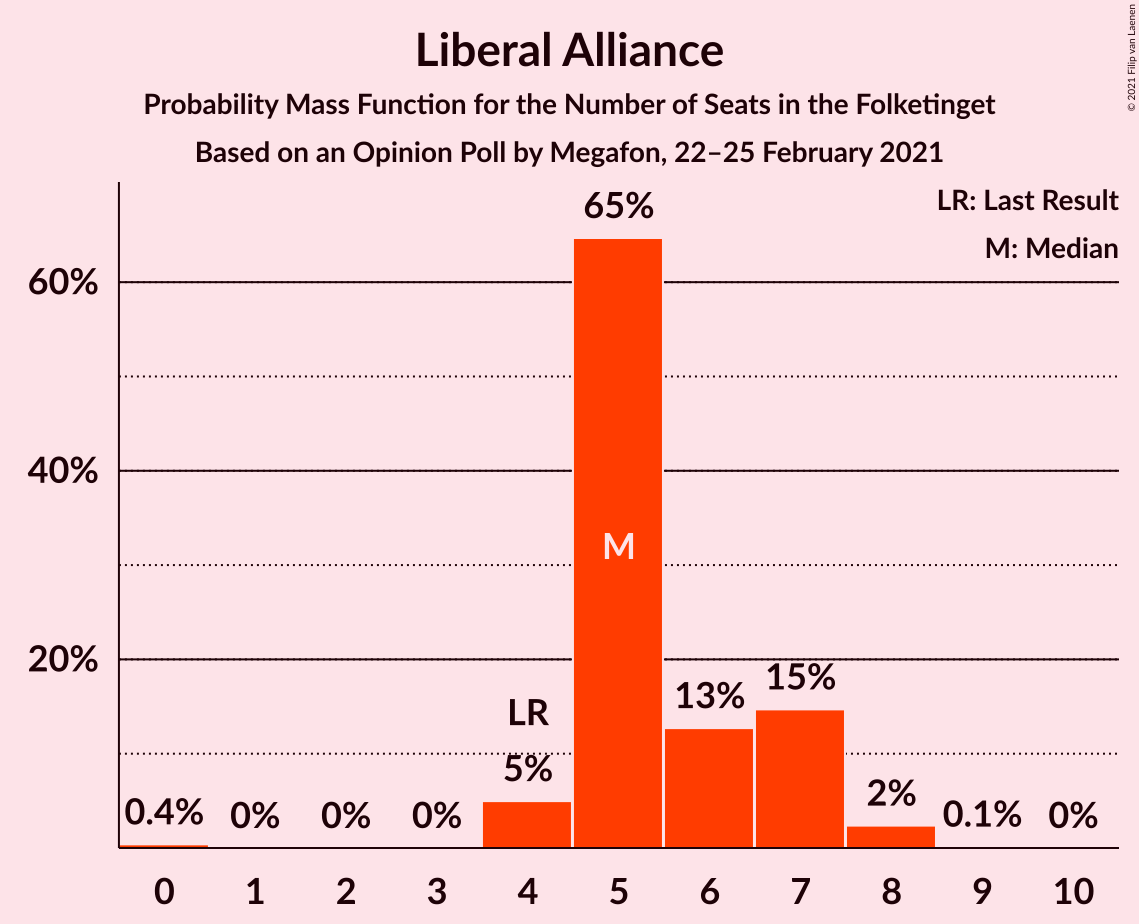 Liberal Alliance
Probability Mass Function for the Number of Seats in the Folketinget
Based on an Opinion Poll by Megafon, 22–25 February 2021
© 2021 Filip van Laenen
LR: Last Result
M: Median
65%
60%
40%
M
20%
15%
13%
LR
5%
2%
0.4%
0%
0%
0%
0.1%
0%
0 1 2 3 4 5 6 7 8 9 10